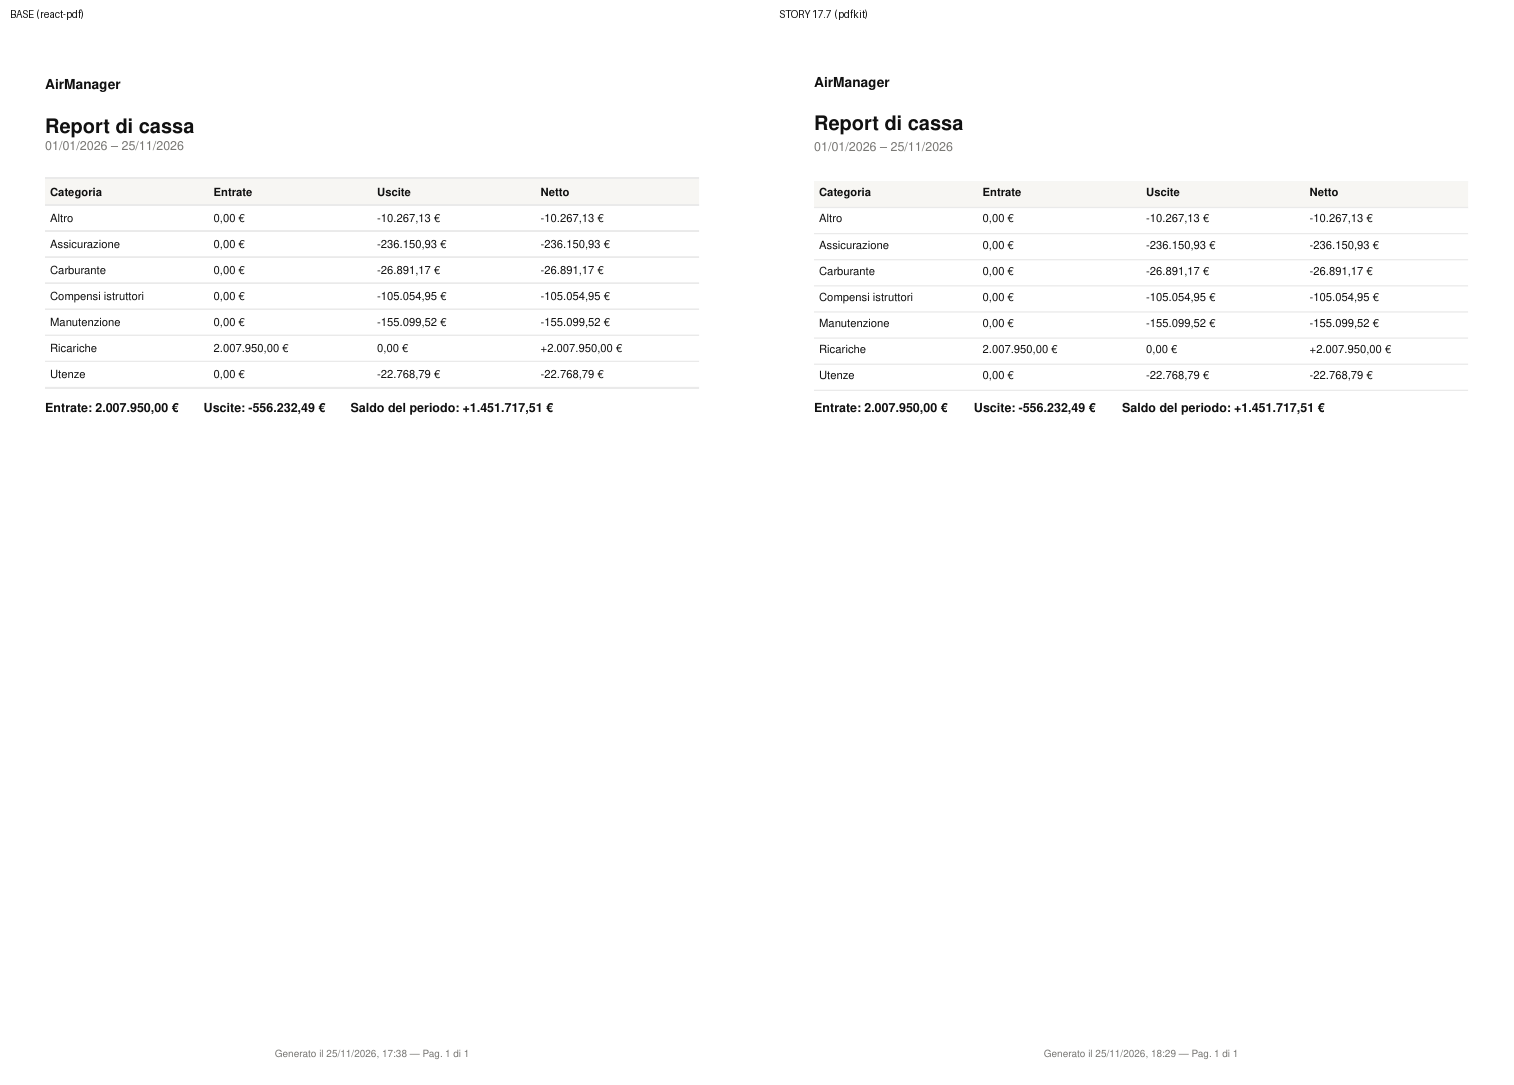 BASE (react-pdf)
AirManager
Report di cassa
01/01/2026 – 25/11/2026
Categoria Entrate Uscite Netto
Altro 0,00 € -10.267,13 € -10.267,13 €
Assicurazione 0,00 € -236.150,93 € -236.150,93 €
Carburante 0,00 € -26.891,17 € -26.891,17 €
Compensi istruttori 0,00 € -105.054,95 € -105.054,95 €
Manutenzione 0,00 € -155.099,52 € -155.099,52 €
Ricariche 2.007.950,00 € 0,00 € +2.007.950,00 €
Utenze 0,00 € -22.768,79 € -22.768,79 €
Entrate: 2.007.950,00 € Uscite: -556.232,49 € Saldo del periodo: +1.451.717,51 €
Generato il 25/11/2026, 17:38 — Pag. 1 di 1
STORY 17.7 (pdfkit)
AirManager
Report di cassa
01/01/2026 – 25/11/2026
Categoria Entrate Uscite Netto
Altro 0,00 € -10.267,13 € -10.267,13 €
Assicurazione 0,00 € -236.150,93 € -236.150,93 €
Carburante 0,00 € -26.891,17 € -26.891,17 €
Compensi istruttori 0,00 € -105.054,95 € -105.054,95 €
Manutenzione 0,00 € -155.099,52 € -155.099,52 €
Ricariche 2.007.950,00 € 0,00 € +2.007.950,00 €
Utenze 0,00 € -22.768,79 € -22.768,79 €
Entrate: 2.007.950,00 € Uscite: -556.232,49 € Saldo del periodo: +1.451.717,51 €
Generato il 25/11/2026, 18:29 — Pag. 1 di 1